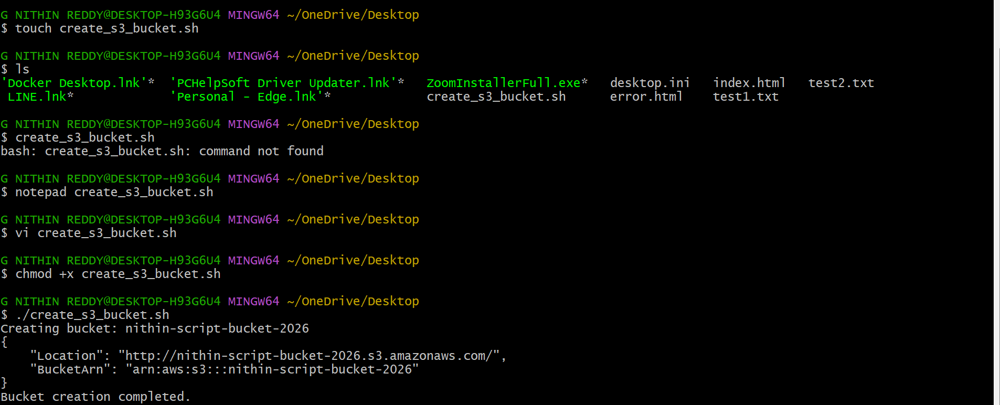 G NITHIN REDDY@DESKTOP-H93G6U4 MINGW64 ~/OneDrive/Desktop
$ touch create_s3_bucket.sh
G NITHIN REDDY@DESKTOP-H93G6U4 MINGW64 ~/OneDrive/Desktop
$ ls
'Docker Desktop.lnk'*  'PCHelpSoft Driver Updater.lnk'*   ZoomInstallerFull.exe*   desktop.ini   index.html   test2.txt
 LINE.lnk*             'Personal - Edge.lnk'*             create_s3_bucket.sh      error.html    test1.txt
G NITHIN REDDY@DESKTOP-H93G6U4 MINGW64 ~/OneDrive/Desktop
$ create_s3_bucket.sh
bash: create_s3_bucket.sh: command not found
G NITHIN REDDY@DESKTOP-H93G6U4 MINGW64 ~/OneDrive/Desktop
$ notepad create_s3_bucket.sh
G NITHIN REDDY@DESKTOP-H93G6U4 MINGW64 ~/OneDrive/Desktop
$ vi create_s3_bucket.sh
G NITHIN REDDY@DESKTOP-H93G6U4 MINGW64 ~/OneDrive/Desktop
$ chmod +x create_s3_bucket.sh
G NITHIN REDDY@DESKTOP-H93G6U4 MINGW64 ~/OneDrive/Desktop
$ ./create_s3_bucket.sh
Creating bucket: nithin-script-bucket-2026
{
    "Location": "http://nithin-script-bucket-2026.s3.amazonaws.com/",
    "BucketArn": "arn:aws:s3:::nithin-script-bucket-2026"
}
Bucket creation completed.